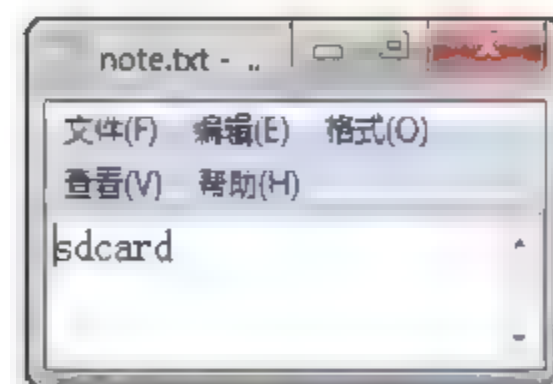 note.txt - ..
文件(F) 编辑(E) 格式(O)
查看(V) 帮助(H)
sdcard